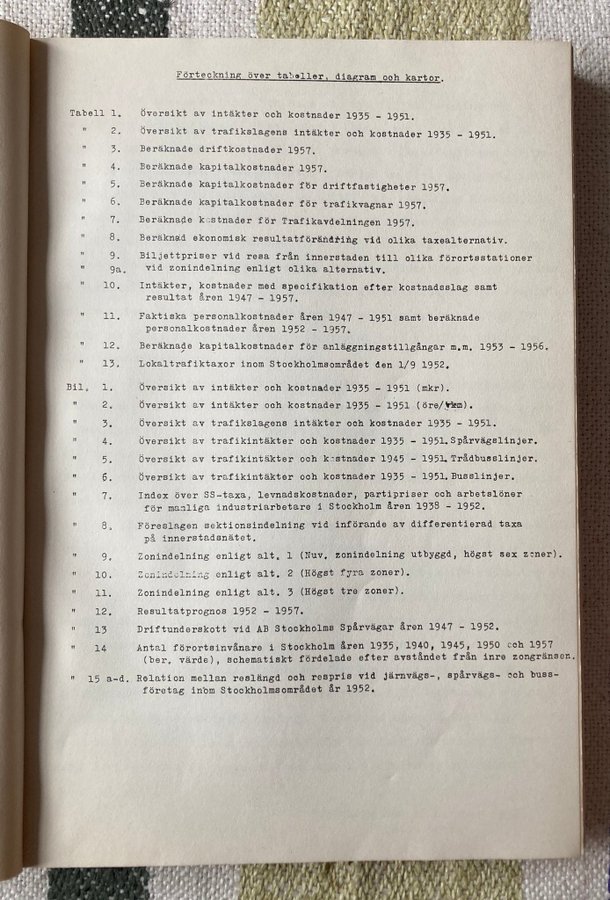 Förteckning över tabeller, diagram och kartor.
Tabell 1. Översikt av intäkter och kostnader 1935 - 1951.
" 2. Översikt av trafikslagens intäkter och kostnader 1935 - 1951.
" 3. Beräknade driftkostnader 1957.
" 4. Beräknade kapitalkostnader 1957.
" 5. Beräknade kapitalkostnader för driftfastigheter 1957.
" 6. Beräknade kapitalkostnader för trafikvagnar 1957.
" 7. Beräknade kostnader för Trafikavdelningen 1957.
" 8. Beräknad ekonomisk resultatförändring vid olika taxealternativ.
" 9. Biljettpriser vid resa från innerstaden till olika förortsstationer
" 9a. vid zonindelning enligt olika alternativ.
" 10. Intäkter, kostnader med specifikation efter kostnadsslag samt
resultat åren 1947 - 1957.
" 11. Faktiska personalkostnader åren 1947 - 1951 samt beräknade
personalkostnader åren 1952 - 1957.
" 12. Beräknade kapitalkostnader för anläggningstillgångar m.m. 1953 - 1956.
" 13. Lokaltrafiktaxor inom Stockholmsområdet den 1/9 1952.
Bil. 1. Översikt av intäkter och kostnader 1935 - 1951 (mkr).
" 2. Översikt av intäkter och kostnader 1935 - 1951 (öre/vkm).
" 3. Översikt av trafikslagens intäkter och kostnader 1935 - 1951.
" 4. Översikt av trafikintäkter och kostnader 1935 - 1951. Spårvägslinjer.
" 5. Översikt av trafikintäkter och kostnader 1945 - 1951. Trådbusslinjer.
" 6. Översikt av trafikintäkter och kostnader 1935 - 1951. Busslinjer.
" 7. Index över SS-taxa, levnadskostnader, partipriser och arbetslöner
för manliga industriarbetare i Stockholm åren 1938 - 1952.
" 8. Föreslagen sektionsindelning vid införande av differentierad taxa
på innerstadsnätet.
" 9. Zonindelning enligt alt. 1 (Nuv. zonindelning utbyggd, högst sex zoner).
" 10. Zonindelning enligt alt. 2 (Högst fyra zoner).
" 11. Zonindelning enligt alt. 3 (Högst tre zoner).
" 12. Resultatprognos 1952 - 1957.
" 13 Driftunderskott vid AB Stockholms Spårvägar åren 1947 - 1952.
" 14 Antal förortsinvånare i Stockholm åren 1935, 1940, 1945, 1950 och 1957
(ber. värde), schematiskt fördelade efter avståndet från inre zongränsen.
" 15 a-d. Relation mellan reslängd och respris vid järnvägs-, spårvägs- och buss-
företag inom Stockholmsområdet år 1952.